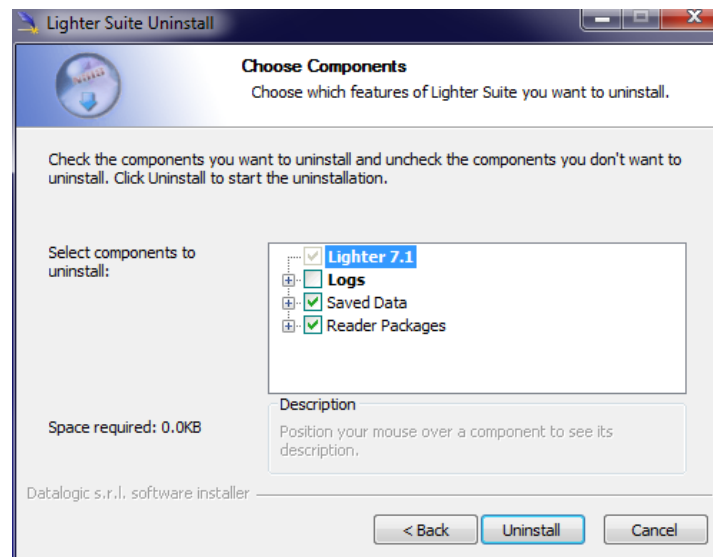 Lighter Suite Uninstall
Choose Components
Choose which features of Lighter Suite you want to uninstall.
Check the components you want to uninstall and uncheck the components you don't want to
uninstall. Click Uninstall to start the uninstallation.
Select components to
uninstall:
Lighter 7.1
Logs
Saved Data
Reader Packages
Space required: 0.0KB
Description
Position your mouse over a component to see its
description.
Datalogic s.r.l. software installer
< Back
Uninstall
Cancel